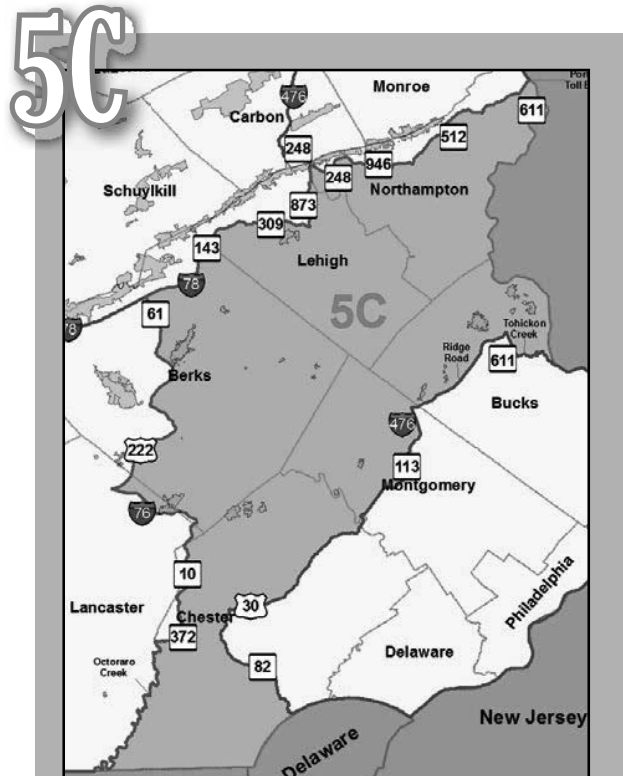 5C
Monroe
Toll
476
Carbon
611
512
248
946
248
Northampton
Schuylkill
873
309
143
Lehigh
78
5C
61
78
Tohickon
Creek
Ridge
Road
611
Berks
Bucks
476
222
113
Montgomery
76
10
Philadelphia
Lancaster
30
Chester
372
Delaware
Octoraro
Creek
82
New Jersey
Delaware